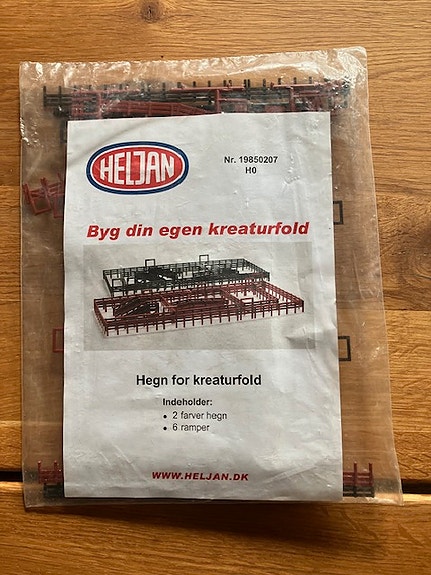 HELJAN
Nr. 19850207
H0
Byg din egen kreaturfold
Hegn for kreaturfold
Indeholder:
• 2 farver hegn
• 6 ramper
WWW.HELJAN.DK